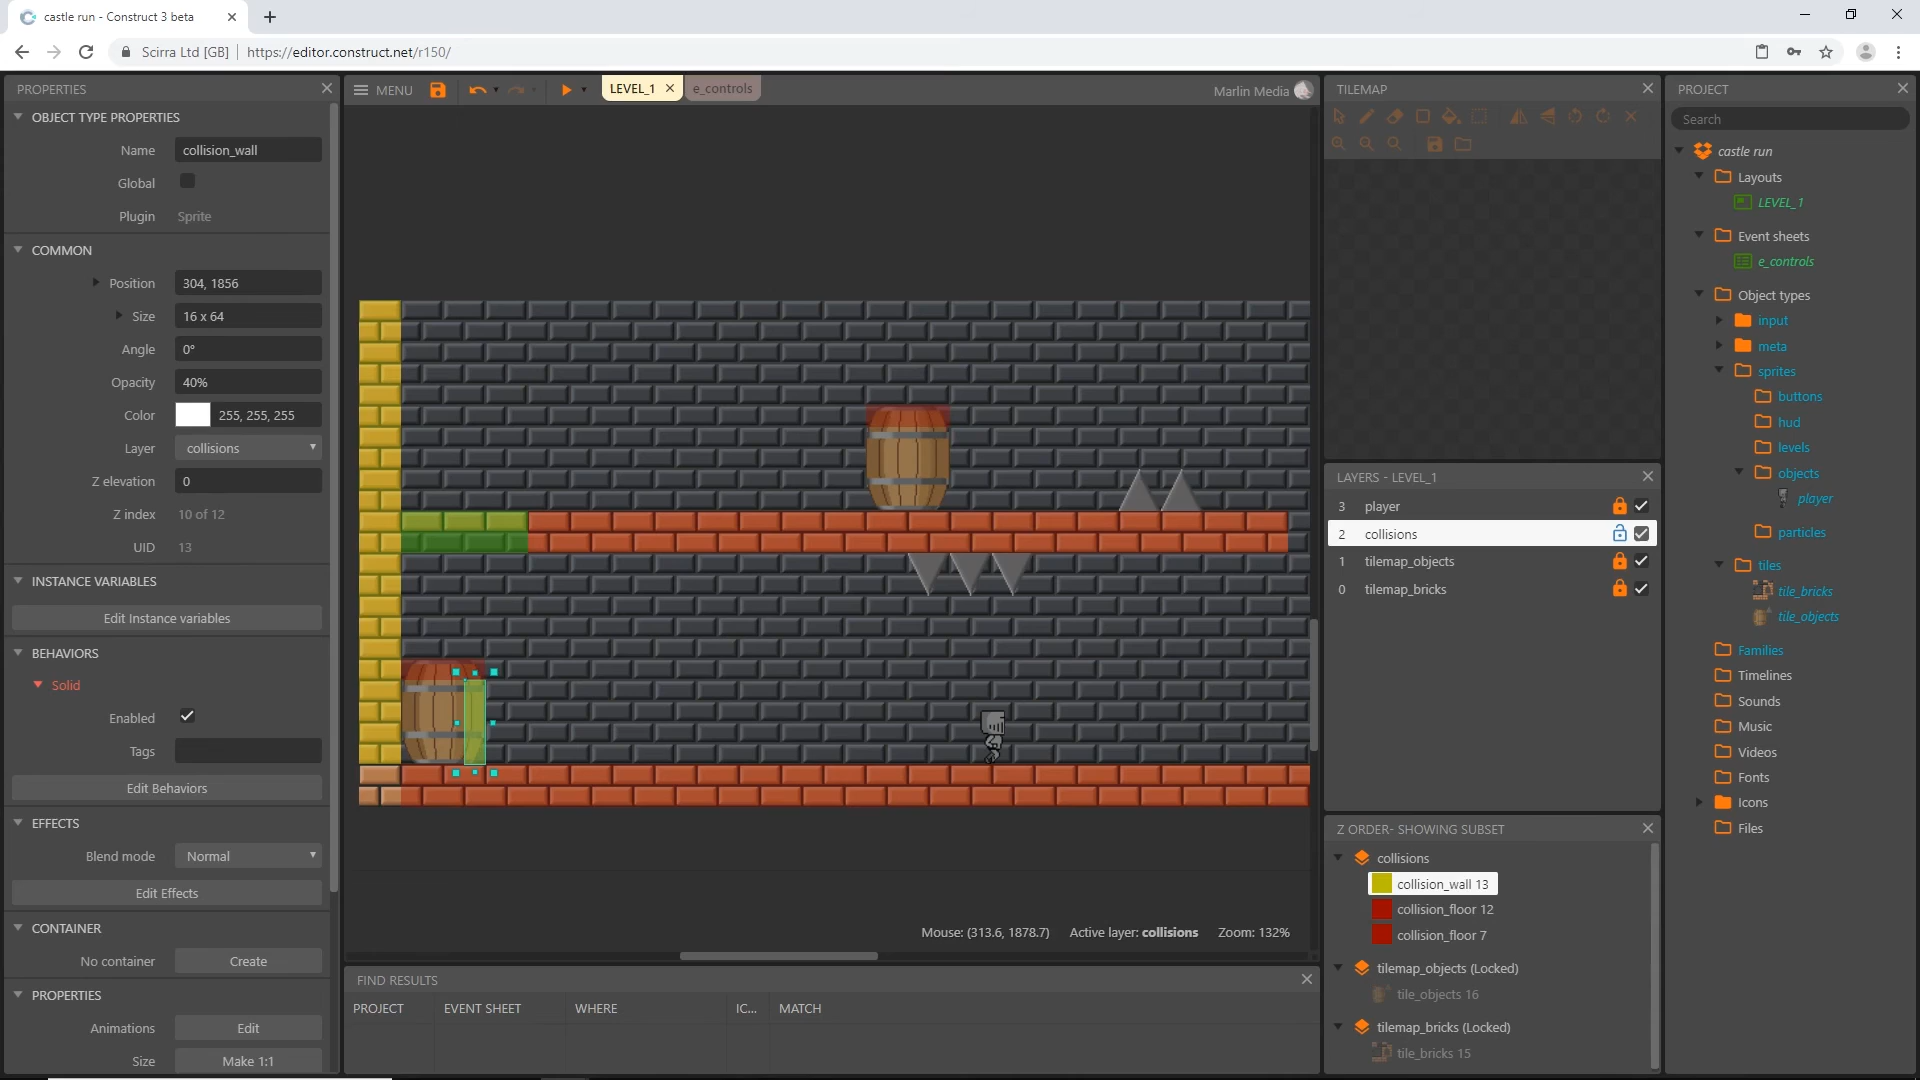 castle run - Construct 3 beta
Scirra Ltd [GB]
https://editor.construct.net/r150/
PROPERTIES
OBJECT TYPE PROPERTIES
Name collision_wall
Global
Plugin Sprite
COMMON
Position 304, 1856
Size 16 x 64
Angle 0°
Opacity 40%
Color 255, 255, 255
Layer collisions
Z elevation 0
Z index 10 of 12
UID 13
INSTANCE VARIABLES
Edit Instance variables
BEHAVIORS
Solid
Enabled
Tags
Edit Behaviors
EFFECTS
Blend mode Normal
Edit Effects
CONTAINER
No container Create
PROPERTIES
Animations Edit
Size Make 1:1
MENU
LEVEL_1
e_controls
Marlin Media
Mouse: (313.6, 1878.7) Active layer: collisions Zoom: 132%
FIND RESULTS
PROJECT EVENT SHEET WHERE IC... MATCH
TILEMAP
LAYERS - LEVEL_1
3 player
2 collisions
1 tilemap_objects
0 tilemap_bricks
Z ORDER- SHOWING SUBSET
collisions
collision_wall 13
collision_floor 12
collision_floor 7
tilemap_objects (Locked)
tile_objects 16
tilemap_bricks (Locked)
tile_bricks 15
PROJECT
Search
castle run
Layouts
LEVEL_1
Event sheets
e_controls
Object types
input
meta
sprites
buttons
hud
levels
objects
player
particles
tiles
tile_bricks
tile_objects
Families
Timelines
Sounds
Music
Videos
Fonts
Icons
Files